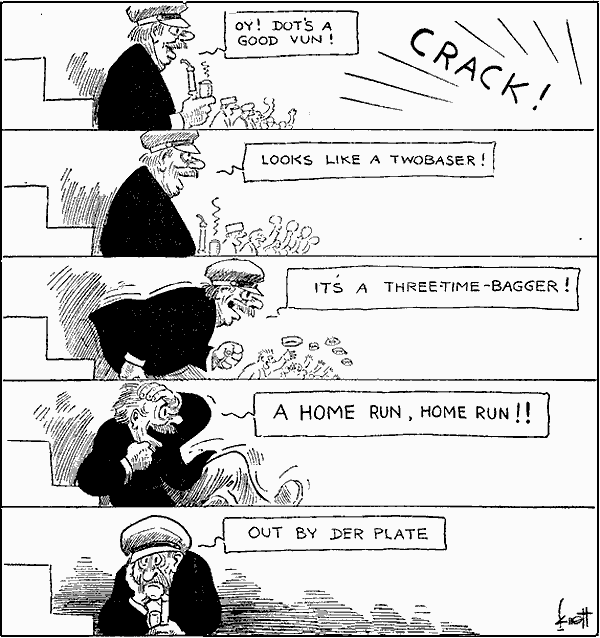 OY! DOT'S A
GOOD VUN!
CRACK!
LOOKS LIKE A TWOBASER!
IT'S A THREE-TIME-BAGGER!
A HOME RUN, HOME RUN!!
OUT BY DER PLATE